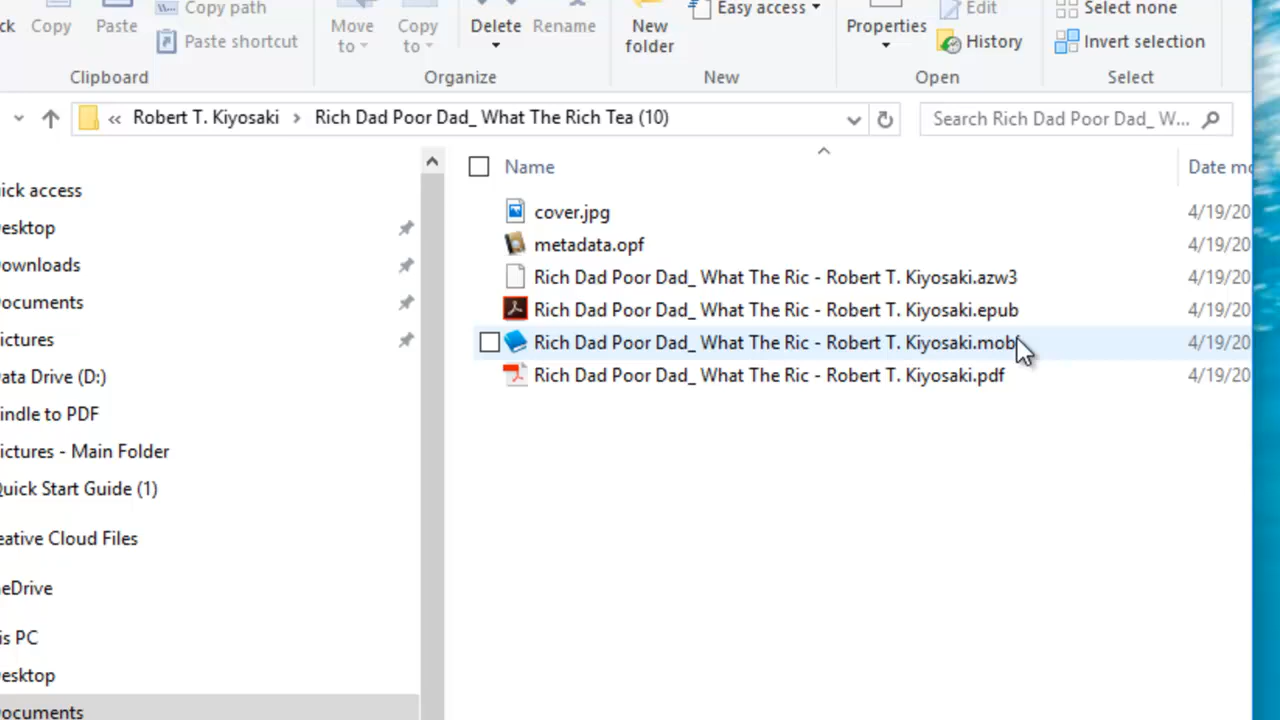 ck Copy Paste Copy path Paste shortcut Move to Copy to Delete Rename New folder Easy access Properties Edit History Select none Invert selection
Clipboard Organize New Open Select
« Robert T. Kiyosaki > Rich Dad Poor Dad_ What The Rich Tea (10) Search Rich Dad Poor Dad_ W...
Name Date mo
uick access
esktop
ownloads
ocuments
ictures
ata Drive (D:)
indle to PDF
ictures - Main Folder
Quick Start Guide (1)
eative Cloud Files
eDrive
is PC
esktop
ocuments
cover.jpg 4/19/20
metadata.opf 4/19/20
Rich Dad Poor Dad_ What The Ric - Robert T. Kiyosaki.azw3 4/19/20
Rich Dad Poor Dad_ What The Ric - Robert T. Kiyosaki.epub 4/19/20
Rich Dad Poor Dad_ What The Ric - Robert T. Kiyosaki.mobi 4/19/20
Rich Dad Poor Dad_ What The Ric - Robert T. Kiyosaki.pdf 4/19/20